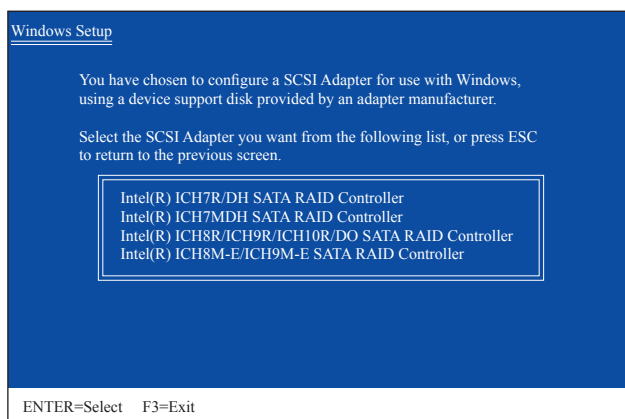 Windows Setup
You have chosen to configure a SCSI Adapter for use with Windows,
using a device support disk provided by an adapter manufacturer.
Select the SCSI Adapter you want from the following list, or press ESC
to return to the previous screen.
Intel(R) ICH7R/DH SATA RAID Controller
Intel(R) ICH7MDH SATA RAID Controller
Intel(R) ICH8R/ICH9R/ICH10R/DO SATA RAID Controller
Intel(R) ICH8M-E/ICH9M-E SATA RAID Controller
ENTER=Select F3=Exit